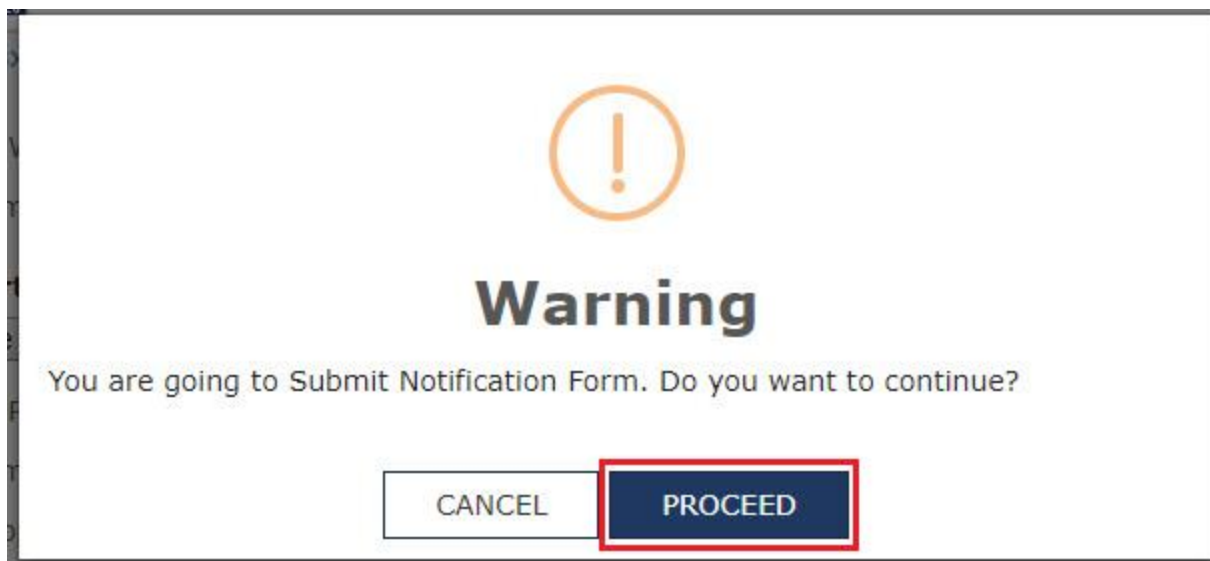 Warning
You are going to Submit Notification Form. Do you want to continue?
CANCEL PROCEED